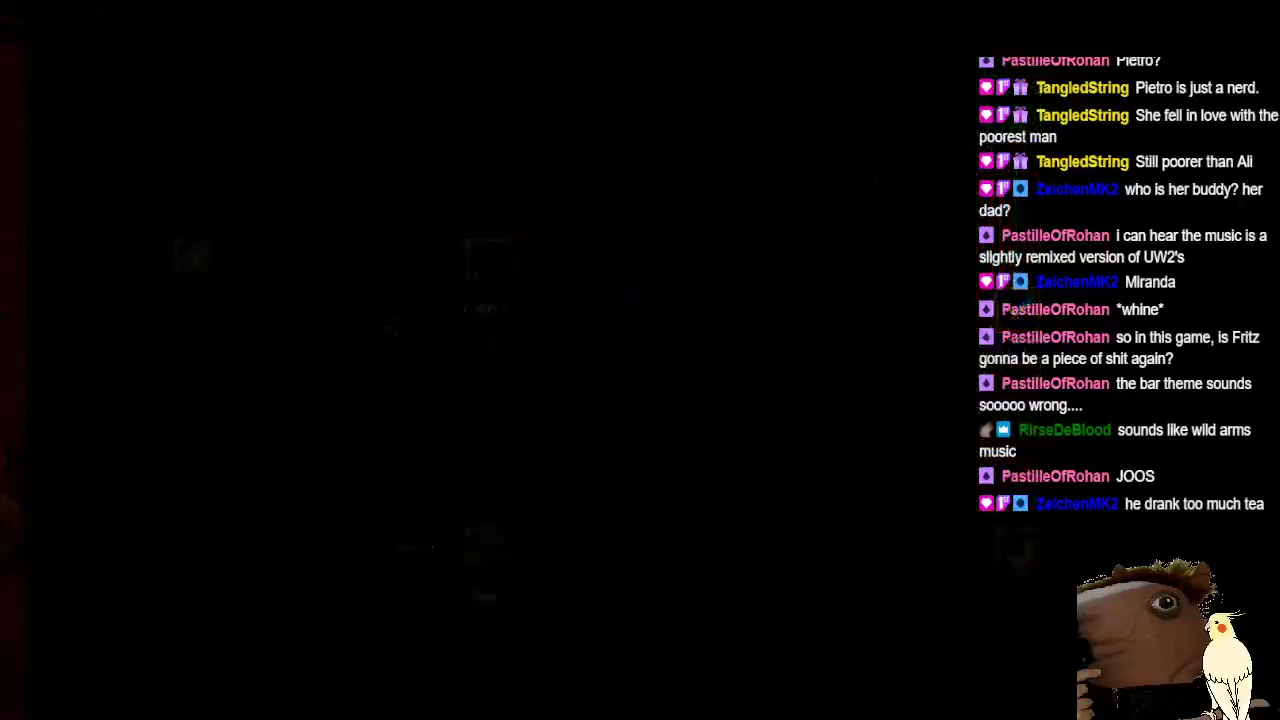 PastilleOfRohan Pietro?
TangledString Pietro is just a nerd.
TangledString She fell in love with the
poorest man
TangledString Still poorer than Ali
ZeichenMK2 who is her buddy? her
dad?
PastilleOfRohan i can hear the music is a
slightly remixed version of UW2's
ZeichenMK2 Miranda
PastilleOfRohan *whine*
PastilleOfRohan so in this game, is Fritz
gonna be a piece of shit again?
PastilleOfRohan the bar theme sounds
sooooo wrong....
RirseDeBlood sounds like wild arms
music
PastilleOfRohan JOOS
ZeichenMK2 he drank too much tea